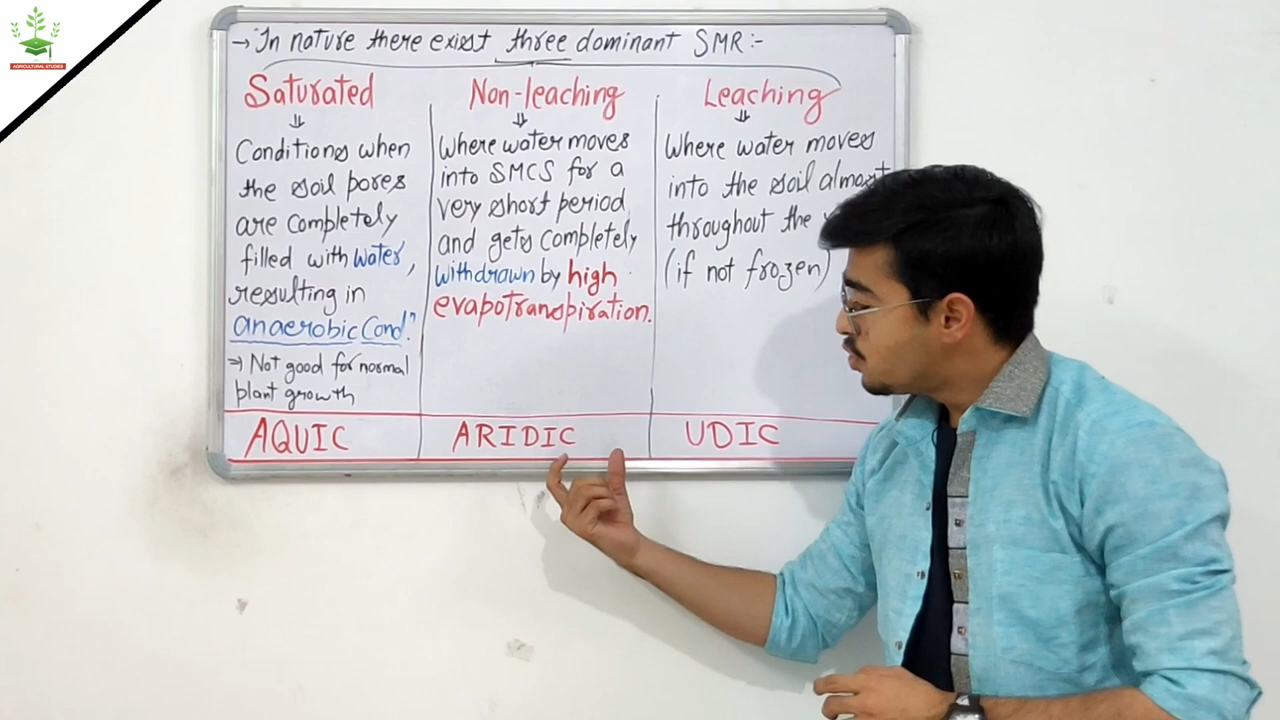 AGRICULTURAL STUDIES
→ In nature there exist three dominant SMR :-
Saturated
⇓
Conditions when
the soil pores
are completely
filled with water,
resulting in
anaerobic Condⁿ.
→ Not good for normal
plant growth
AQUIC
Non-leaching
⇓
Where water moves
into SMCS for a
very short period
and gets completely
withdrawn by high
evapotranspiration.
ARIDIC
Leaching
⇓
Where water moves
into the soil almost
throughout the
(if not frozen)
UDIC